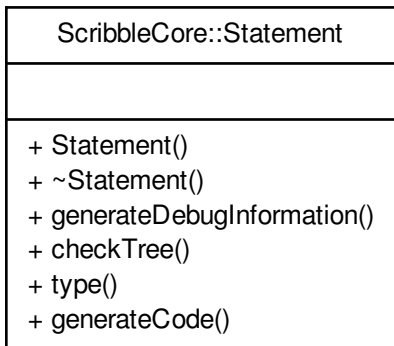 ScribbleCore::Statement
+ Statement()
+ ~Statement()
+ generateDebugInformation()
+ checkTree()
+ type()
+ generateCode()